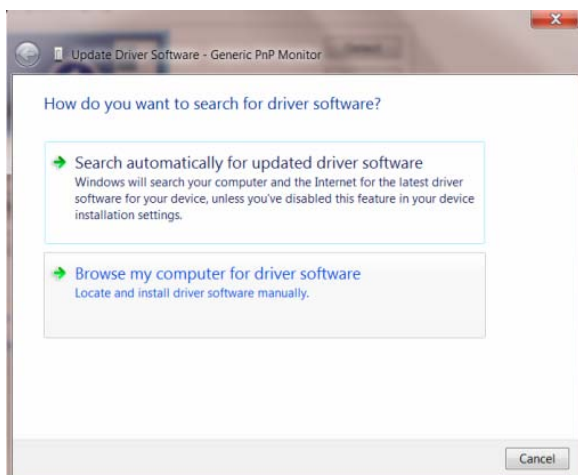 Update Driver Software - Generic PnP Monitor
How do you want to search for driver software?
Search automatically for updated driver software
Windows will search your computer and the Internet for the latest driver
software for your device, unless you've disabled this feature in your device
installation settings.
Browse my computer for driver software
Locate and install driver software manually.
Cancel